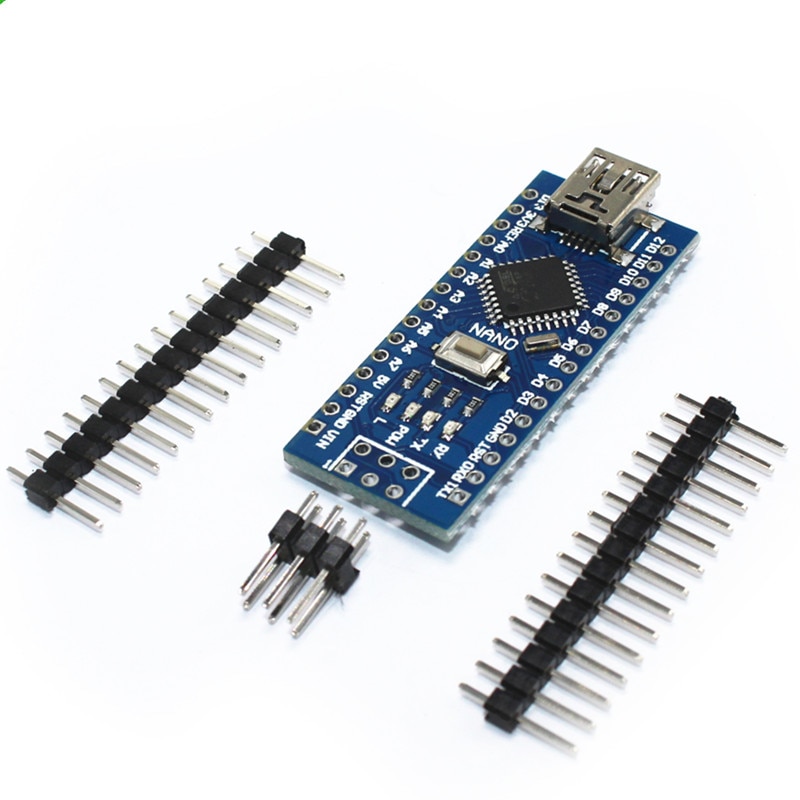 D13
3V3
REF
A0
A1
A2
A3
A4
A5
A6
A7
5V
RST
GND
VIN
NANO
L
POW
TX
RX
D12
D11
D10
D9
D8
D7
D6
D5
D4
D3
D2
GND
RST
RX0
TX1